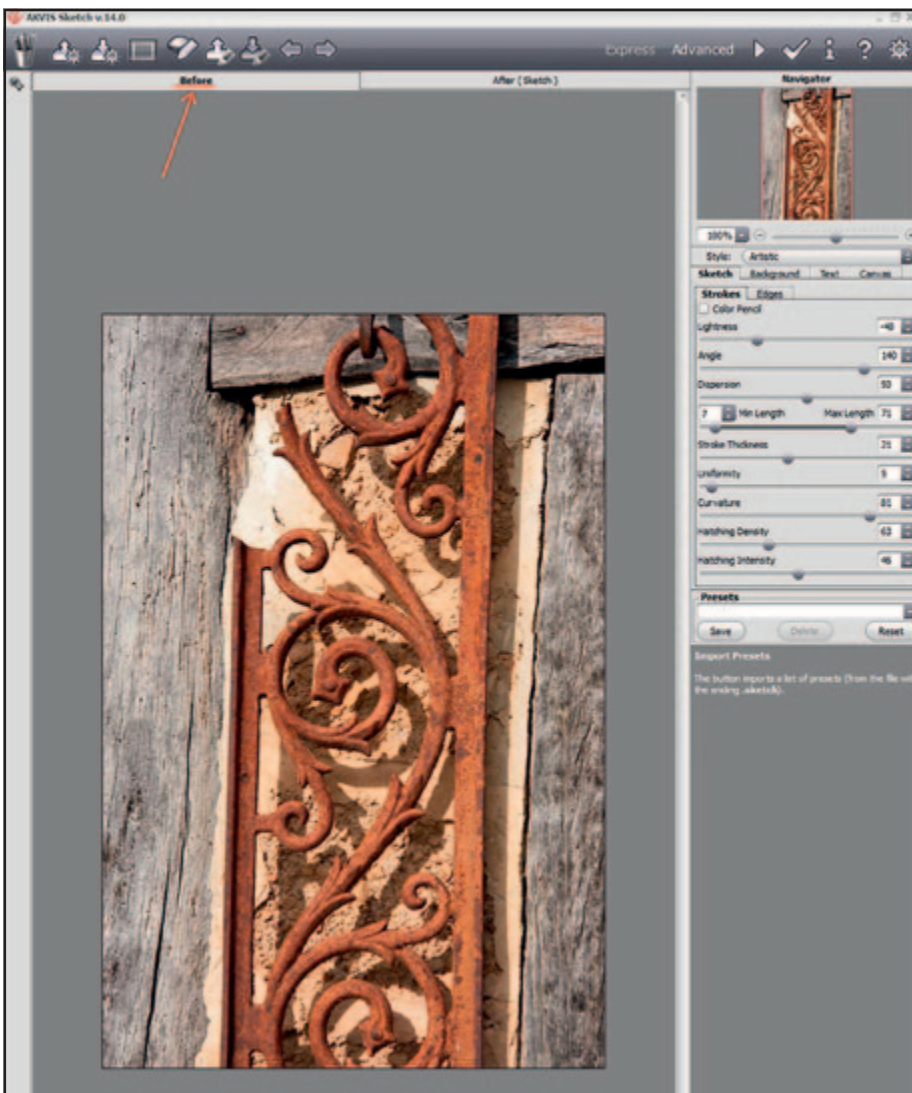 AKVIS Sketch v.14.0
Express Advanced
Before
After (Sketch)
Navigator
100%
Style: Artistic
Sketch Background Text Canvas
Strokes Edges
Color Pencil
Lightness -48
Angle 140
Dispersion 50
7 Min Length Max Length 71
Stroke Thickness 21
Uniformity 5
Curvature 81
Hatching Density 63
Hatching Intensity 46
Presets
Save Delete Reset
Import Presets
The button imports a list of presets (from the file with
the ending .sketch).